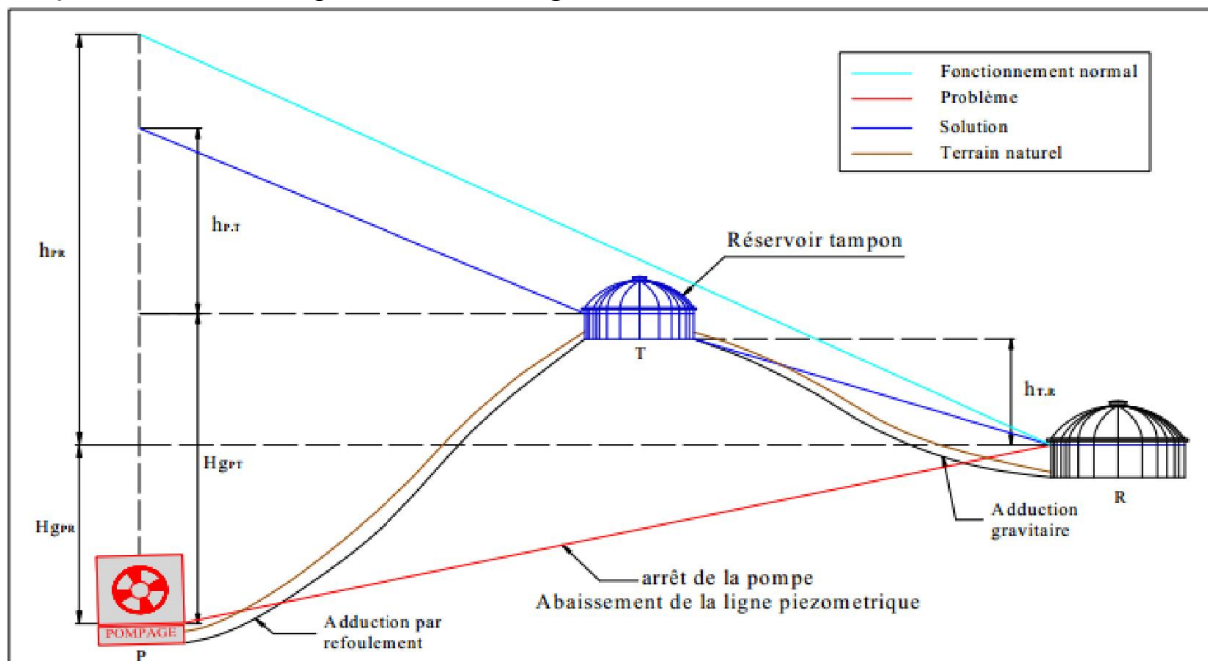 Fonctionnement normal
Problème
Solution
Terrain naturel
hPR
hP.T
Réservoir tampon
T
hT.R
HgPT
HgPR
R
Adduction
gravitaire
arrêt de la pompe
Abaissement de la ligne piezometrique
Adduction par
refoulement
POMPAGE
P